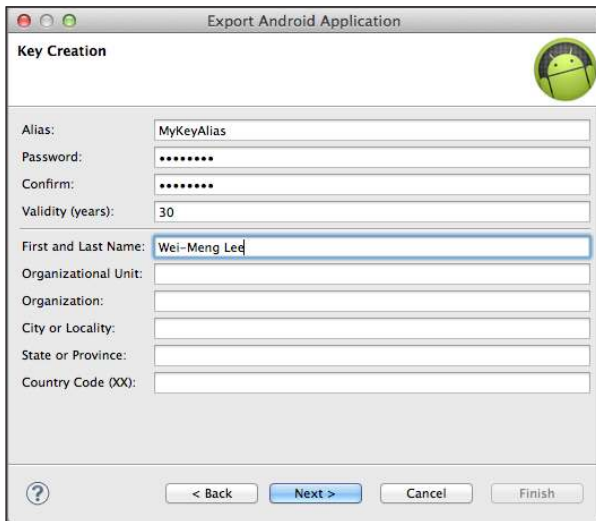 Export Android Application
Key Creation
Alias: MyKeyAlias
Password: ••••••••
Confirm: ••••••••
Validity (years): 30
First and Last Name: Wei-Meng Lee
Organizational Unit:
Organization:
City or Locality:
State or Province:
Country Code (XX):
? < Back Next > Cancel Finish